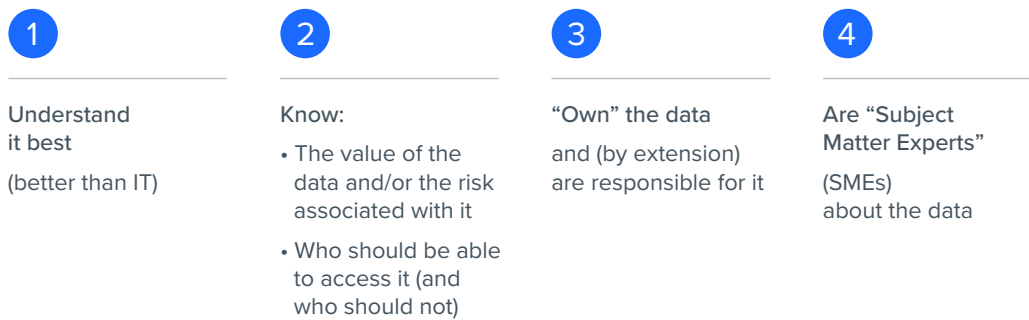 1
Understand
it best
(better than IT)
2
Know:
• The value of the
data and/or the risk
associated with it
• Who should be able
to access it (and
who should not)
3
“Own” the data
and (by extension)
are responsible for it
4
Are “Subject
Matter Experts”
(SMEs)
about the data